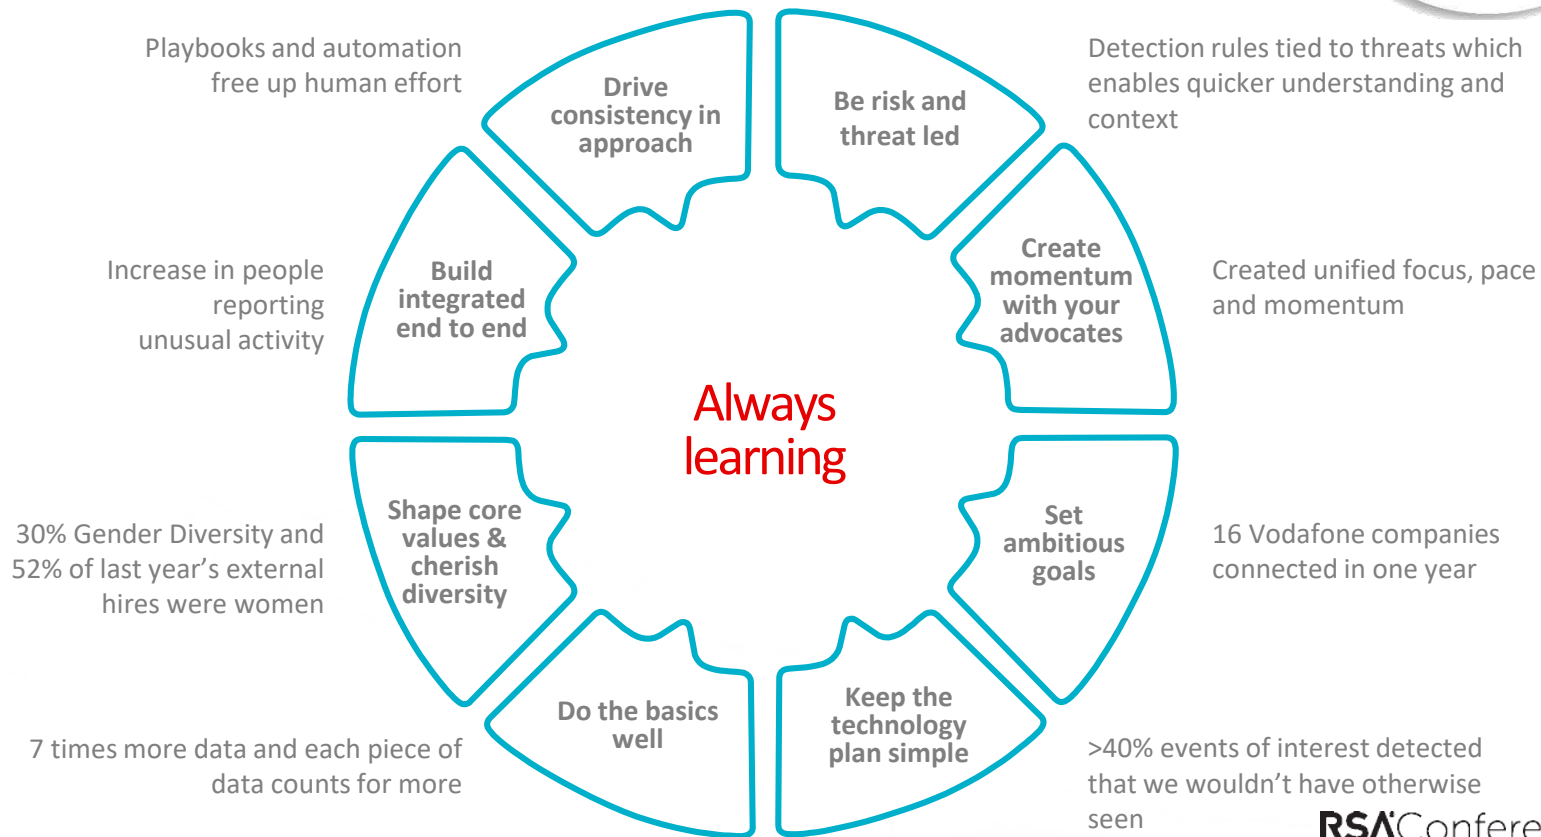 Playbooks and automation
free up human effort
Drive
consistency in
approach
Be risk and
threat led
Detection rules tied to threats which
enables quicker understanding and
context
Increase in people
reporting
unusual activity
Build
integrated
end to end
Create
momentum
with your
advocates
Created unified focus, pace
and momentum
Always
learning
30% Gender Diversity and
52% of last year’s external
hires were women
Shape core
values &
cherish
diversity
Set
ambitious
goals
16 Vodafone companies
connected in one year
7 times more data and each piece of
data counts for more
Do the basics
well
Keep the
technology
plan simple
>40% events of interest detected
that we wouldn’t have otherwise
seen
RSA Confere